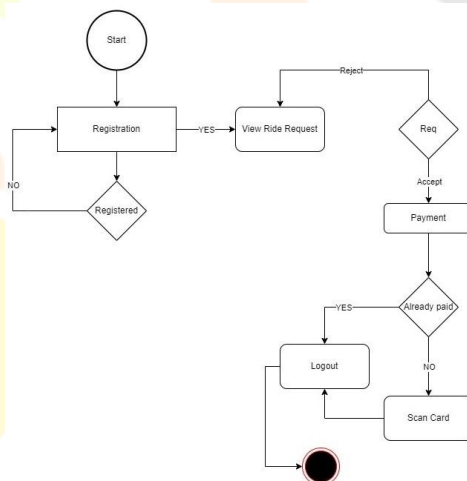 Start
Reject
Registration
YES
View Ride Request
Req
Accept
NO
Registered
Payment
Already paid
YES
Logout
NO
Scan Card